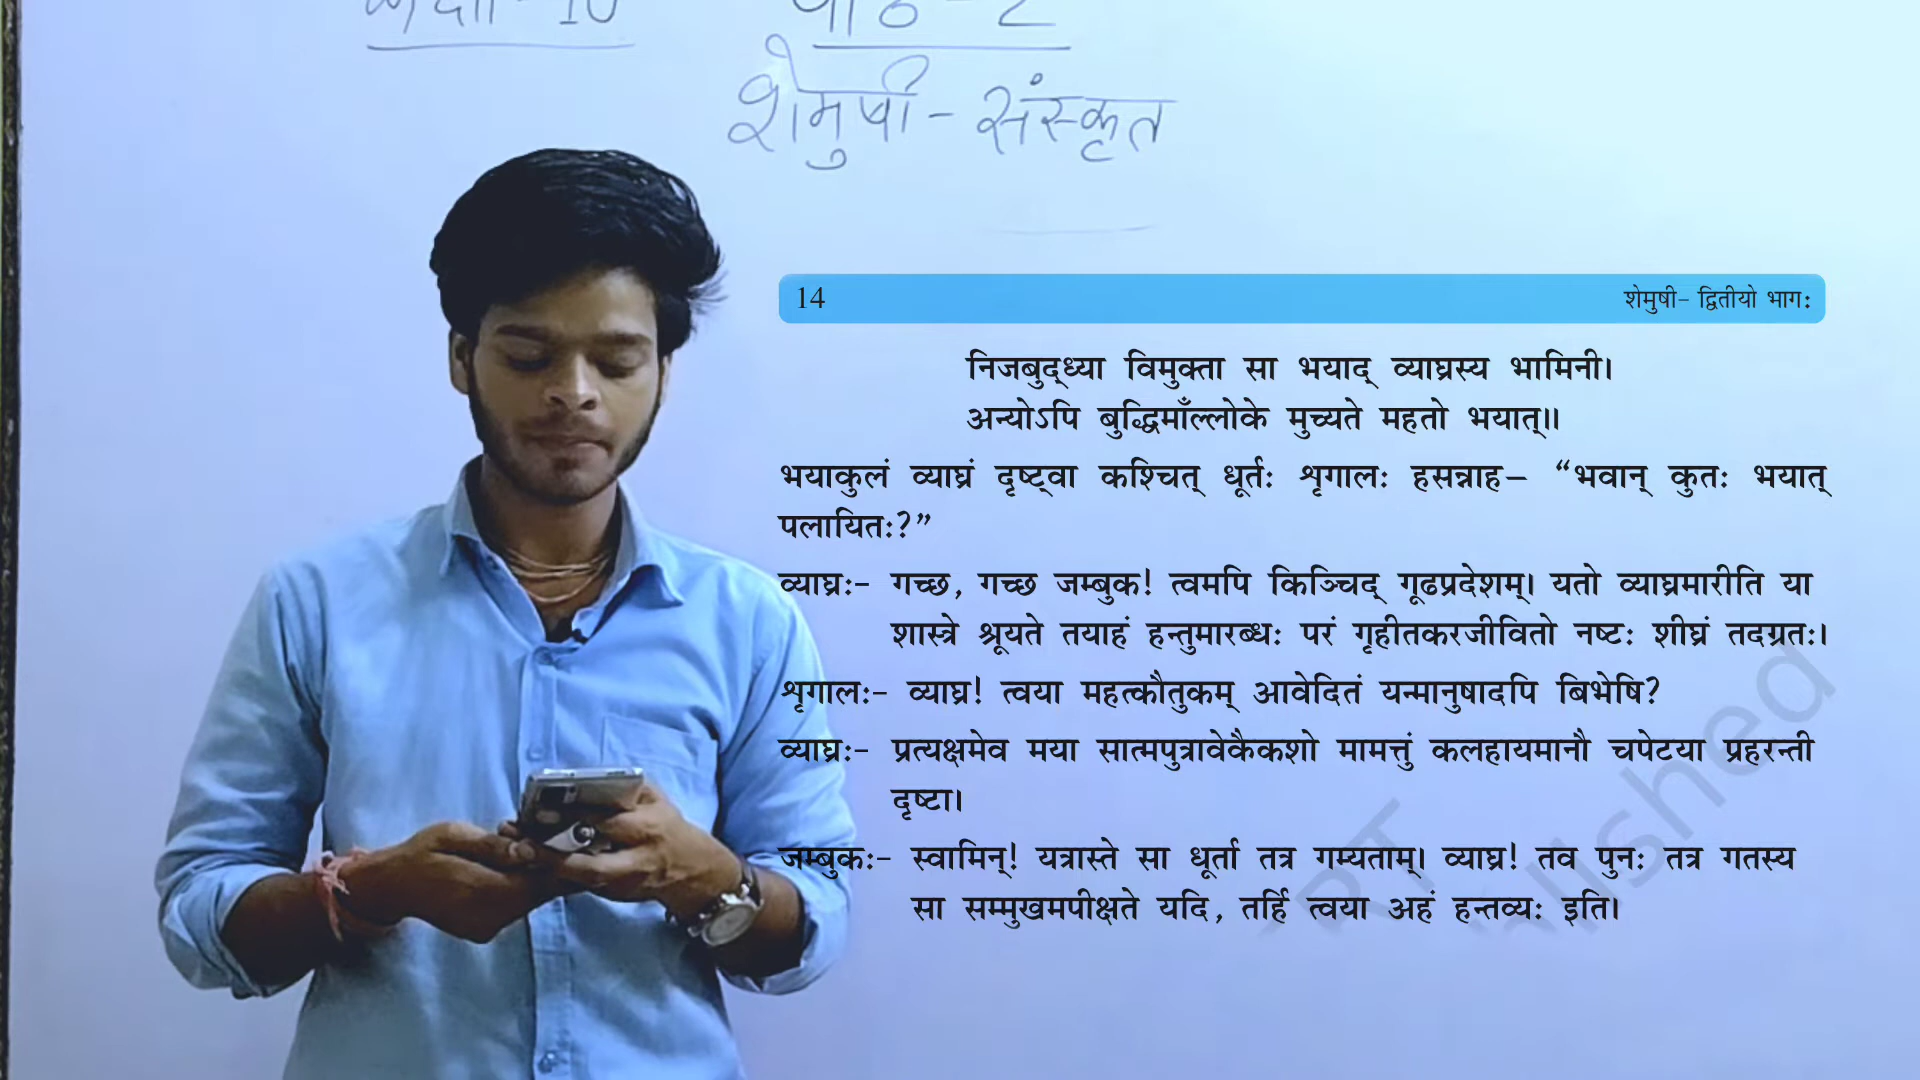 कक्षा - 10 पाठ - 2
शेमुषी - संस्कृत
14 शेमुषी- द्वितीयो भागः
निजबुद्ध्या विमुक्ता सा भयाद् व्याघ्रस्य भामिनी।
अन्योऽपि बुद्धिमाँल्लोके मुच्यते महतो भयात्॥
भयाकुलं व्याघ्रं दृष्ट्वा कश्चित् धूर्तः शृगालः हसन्नाह– “भवान् कुतः भयात्
पलायितः?”
व्याघ्रः- गच्छ, गच्छ जम्बुक! त्वमपि किञ्चिद् गूढप्रदेशम्। यतो व्याघ्रमारीति या
शास्त्रे श्रूयते तयाहं हन्तुमारब्धः परं गृहीतकरजीवितो नष्टः शीघ्रं तदग्रतः।
शृगालः- व्याघ्र! त्वया महत्कौतुकम् आवेदितं यन्मानुषादपि बिभेषि?
व्याघ्रः- प्रत्यक्षमेव मया सात्मपुत्रावेकैकशो मामत्तुं कलहायमानौ चपेटया प्रहरन्ती
दृष्टा।
जम्बुकः- स्वामिन्! यत्रास्ते सा धूर्ता तत्र गम्यताम्। व्याघ्र! तव पुनः तत्र गतस्य
सा सम्मुखमपीक्षते यदि, तर्हि त्वया अहं हन्तव्यः इति।